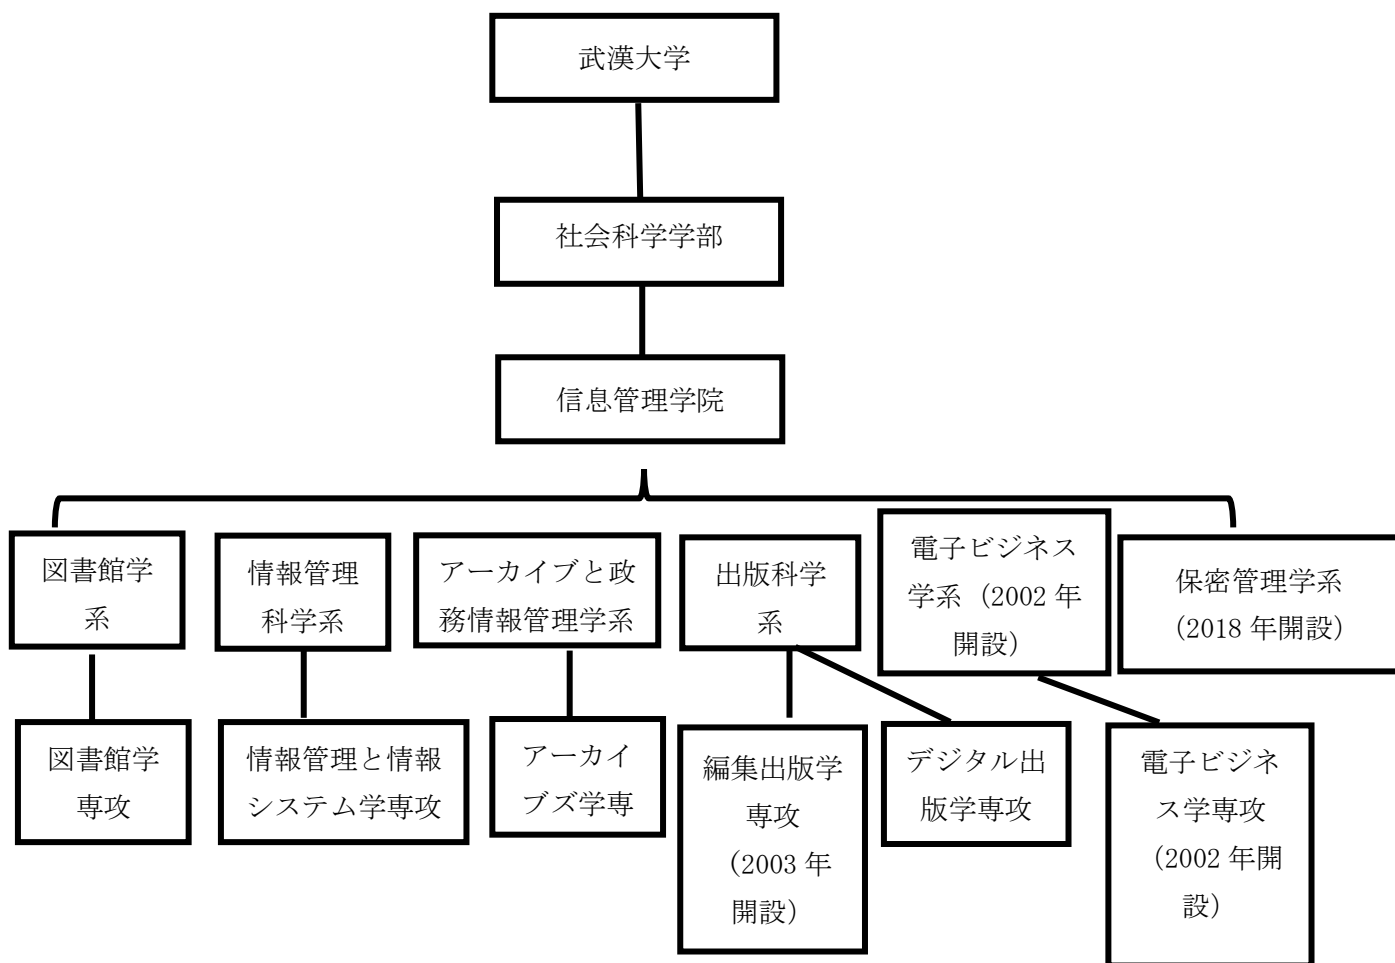 武漢大学
社会科学学部
信息管理学院
図書館学
系
情報管理
科学系
アーカイブと政
務情報管理学系
出版科学
系
電子ビジネス
学系（2002 年
開設）
保密管理学系
（2018 年開設）
図書館学
専攻
情報管理と情報
システム学専攻
アーカイ
ブズ学専
編集出版学
専攻
（2003 年
開設）
デジタル出
版学専攻
電子ビジネ
ス学専攻
（2002 年開
設）